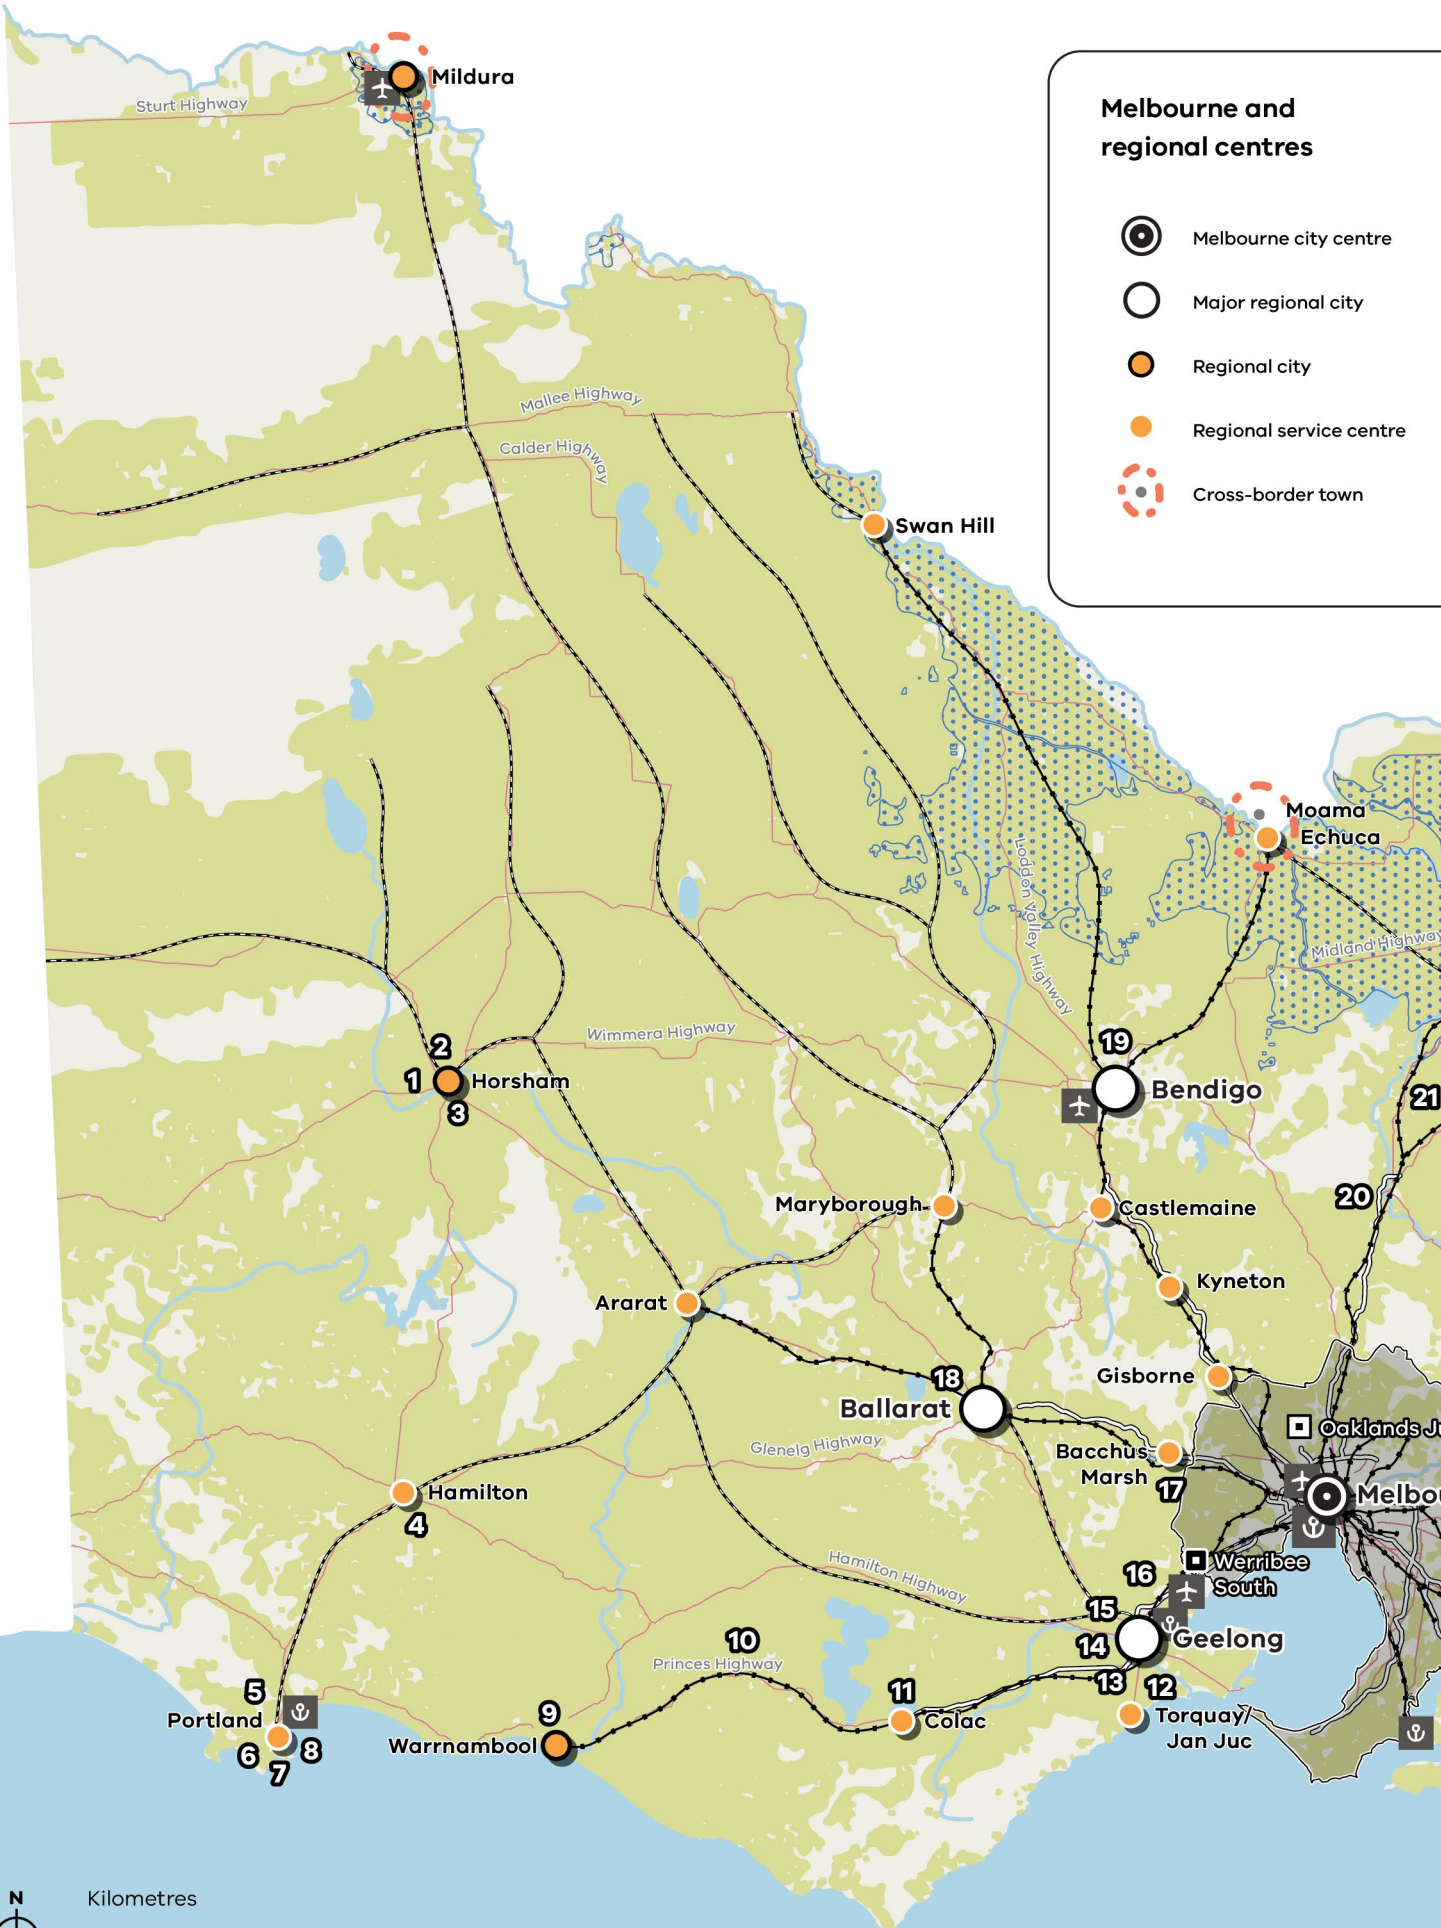 Mildura
Sturt Highway
Melbourne and
regional centres
Melbourne city centre
Major regional city
Regional city
Regional service centre
Cross-border town
Mallee Highway
Calder Highway
Swan Hill
Moama
Echuca
Loddon Valley Highway
Midland Highway
Wimmera Highway
2
1
Horsham
3
19
Bendigo
21
20
Maryborough
Castlemaine
Kyneton
Ararat
Gisborne
18
Ballarat
Oaklands Ju
Glenelg Highway
Bacchus
Marsh
17
Melbou
Hamilton
4
Hamilton Highway
16
Werribee
South
15
14
Geelong
10
Princes Highway
13
12
5
Portland
6
7
8
9
Warrnambool
11
Colac
Torquay/
Jan Juc
N
Kilometres